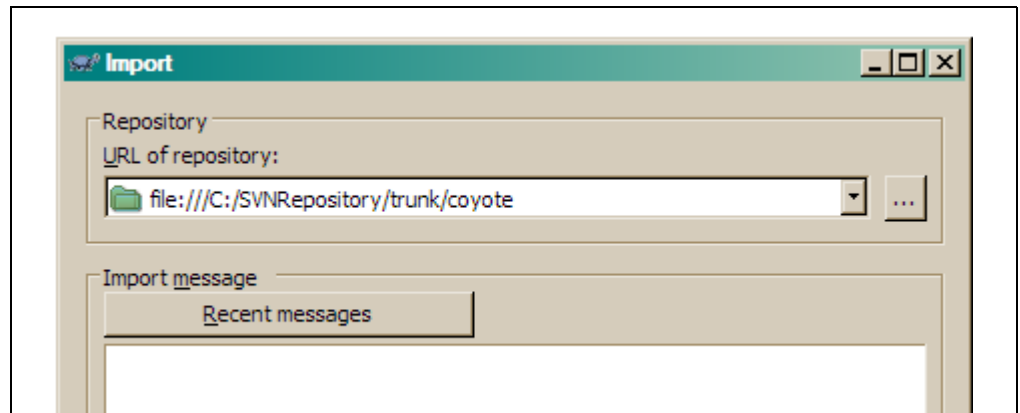 Import
Repository
URL of repository:
file:///C:/SVNRepository/trunk/coyote
...
Import message
Recent messages